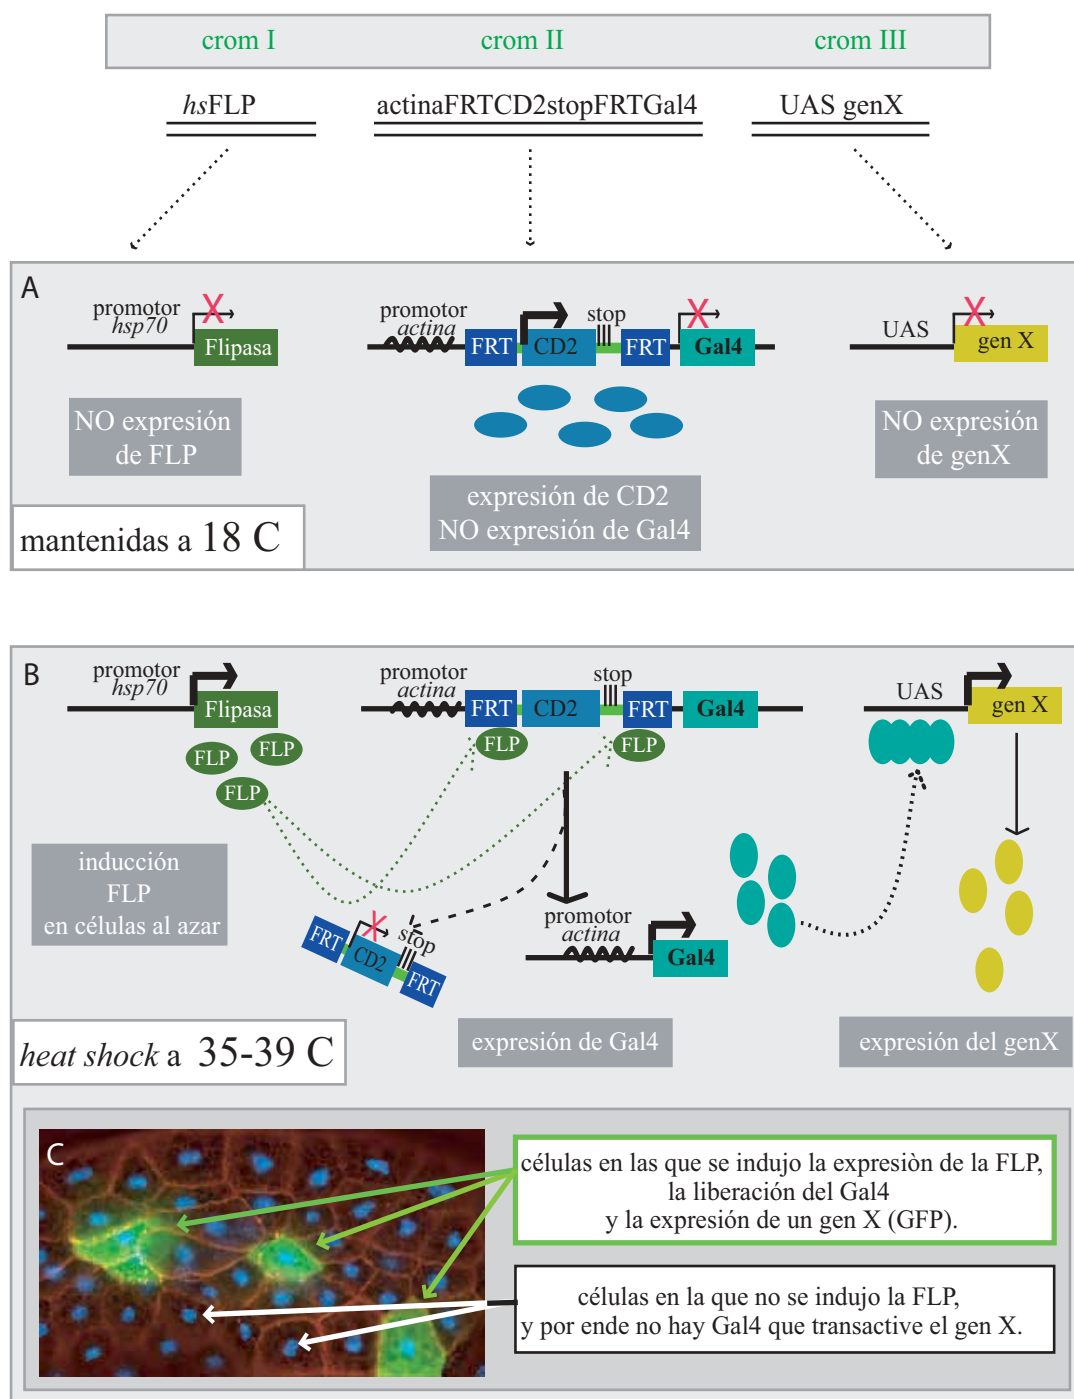 crom I
crom II
crom III
hsFLP
actinaFRTCD2stopFRTGal4
UAS genX
A
promotor
hsp70
Flipasa
NO expresión
de FLP
promotor
actina
FRT
CD2
stop
FRT
Gal4
expresión de CD2
NO expresión de Gal4
UAS
gen X
NO expresión
de genX
mantenidas a 18 C
B
promotor
hsp70
Flipasa
FLP
FLP
FLP
inducción
FLP
en células al azar
promotor
actina
FRT
CD2
stop
FRT
Gal4
FLP
FLP
FRT
CD2
stop
FRT
promotor
actina
Gal4
expresión de Gal4
UAS
gen X
expresión del genX
heat shock a 35-39 C
C
células en las que se indujo la expresiòn de la FLP,
la liberación del Gal4
y la expresión de un gen X (GFP).
células en la que no se indujo la FLP,
y por ende no hay Gal4 que transactive el gen X.